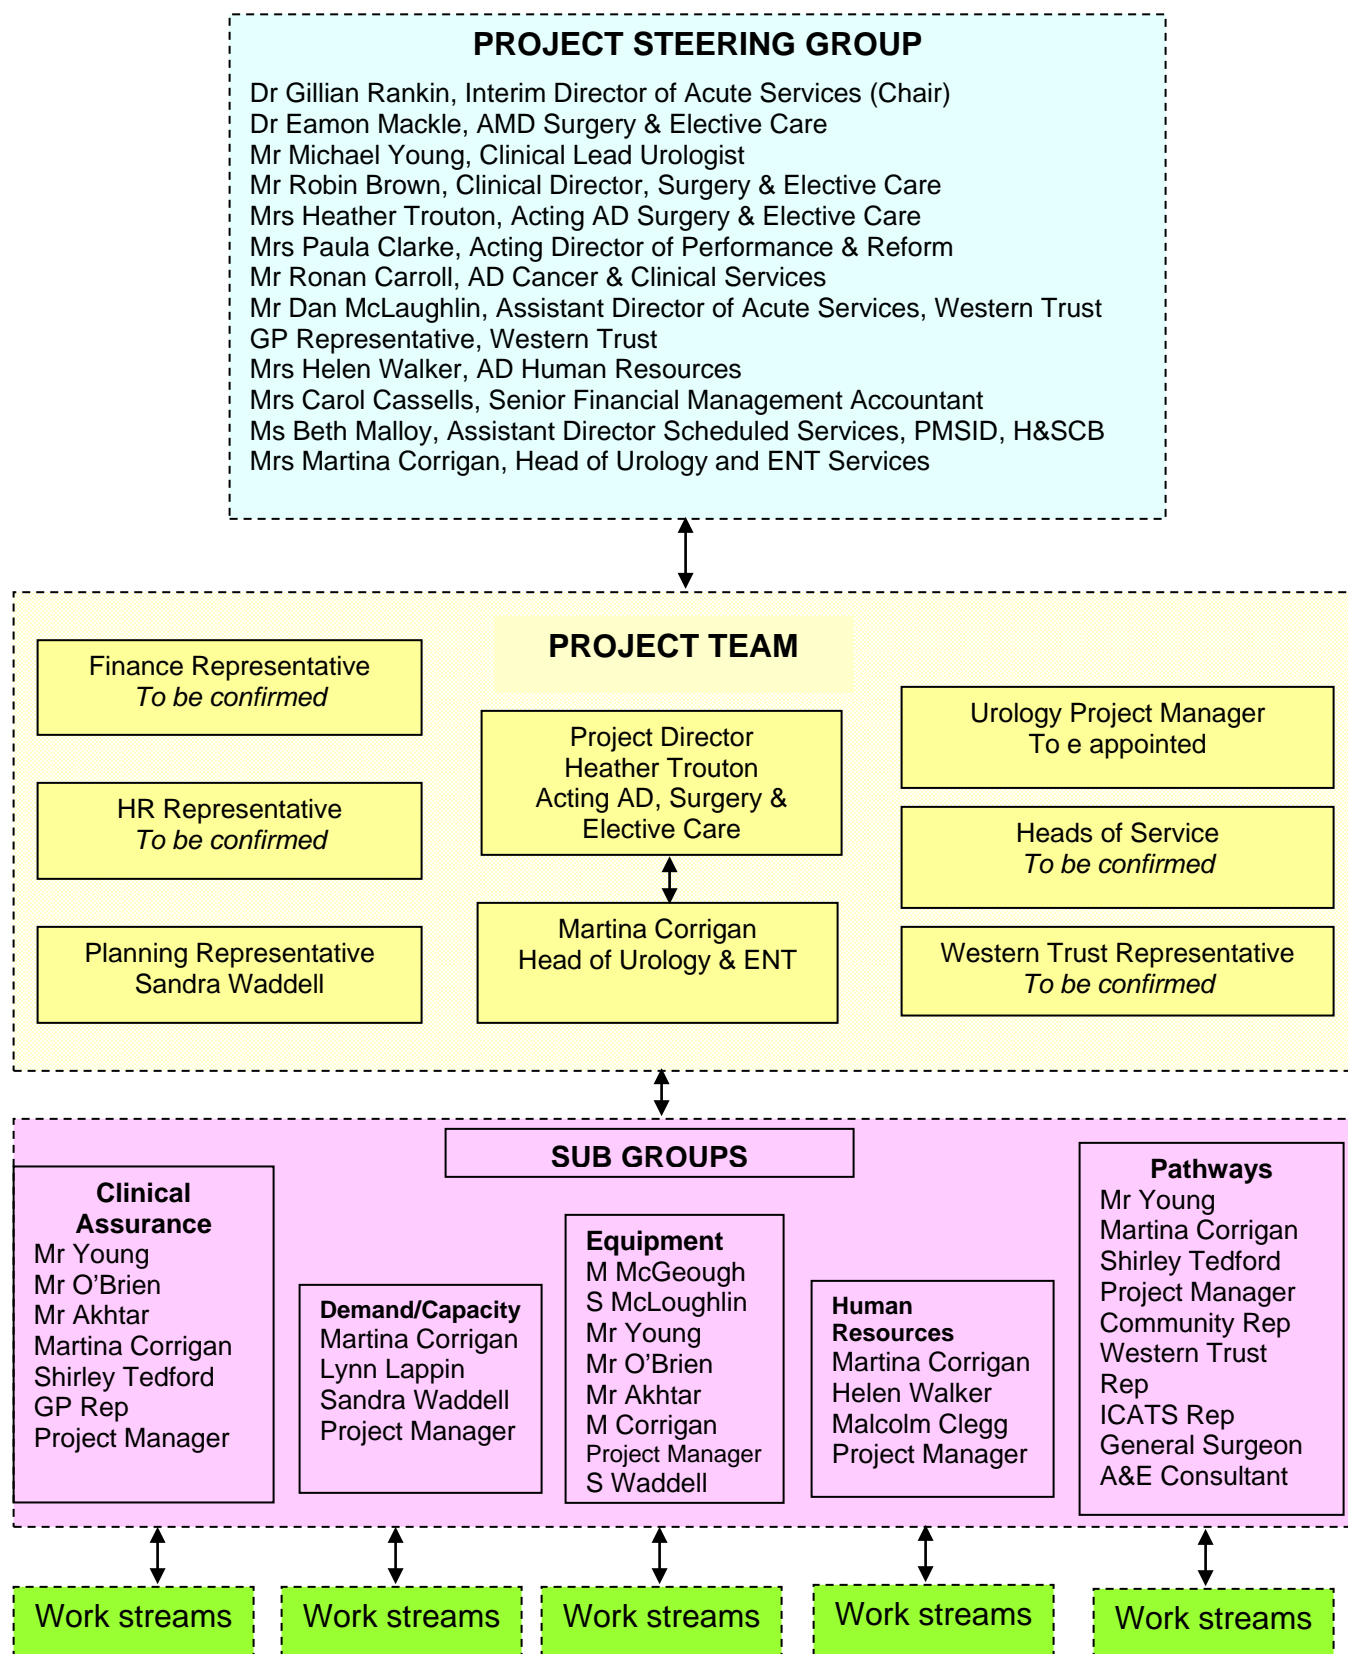 PROJECT STEERING GROUP
Dr Gillian Rankin, Interim Director of Acute Services (Chair)
Dr Eamon Mackle, AMD Surgery & Elective Care
Mr Michael Young, Clinical Lead Urologist
Mr Robin Brown, Clinical Director, Surgery & Elective Care
Mrs Heather Trouton, Acting AD Surgery & Elective Care
Mrs Paula Clarke, Acting Director of Performance & Reform
Mr Ronan Carroll, AD Cancer & Clinical Services
Mr Dan McLaughlin, Assistant Director of Acute Services, Western Trust
GP Representative, Western Trust
Mrs Helen Walker, AD Human Resources
Mrs Carol Cassells, Senior Financial Management Accountant
Ms Beth Malloy, Assistant Director Scheduled Services, PMSID, H&SCB
Mrs Martina Corrigan, Head of Urology and ENT Services
PROJECT TEAM
Finance Representative
To be confirmed
HR Representative
To be confirmed
Planning Representative
Sandra Waddell
Project Director
Heather Trouton
Acting AD, Surgery &
Elective Care
Martina Corrigan
Head of Urology & ENT
Urology Project Manager
To e appointed
Heads of Service
To be confirmed
Western Trust Representative
To be confirmed
SUB GROUPS
Clinical
Assurance
Mr Young
Mr O'Brien
Mr Akhtar
Martina Corrigan
Shirley Tedford
GP Rep
Project Manager
Demand/Capacity
Martina Corrigan
Lynn Lappin
Sandra Waddell
Project Manager
Equipment
M McGeough
S McLoughlin
Mr Young
Mr O'Brien
Mr Akhtar
M Corrigan
Project Manager
S Waddell
Human
Resources
Martina Corrigan
Helen Walker
Malcolm Clegg
Project Manager
Pathways
Mr Young
Martina Corrigan
Shirley Tedford
Project Manager
Community Rep
Western Trust
Rep
ICATS Rep
General Surgeon
A&E Consultant
Work streams
Work streams
Work streams
Work streams
Work streams